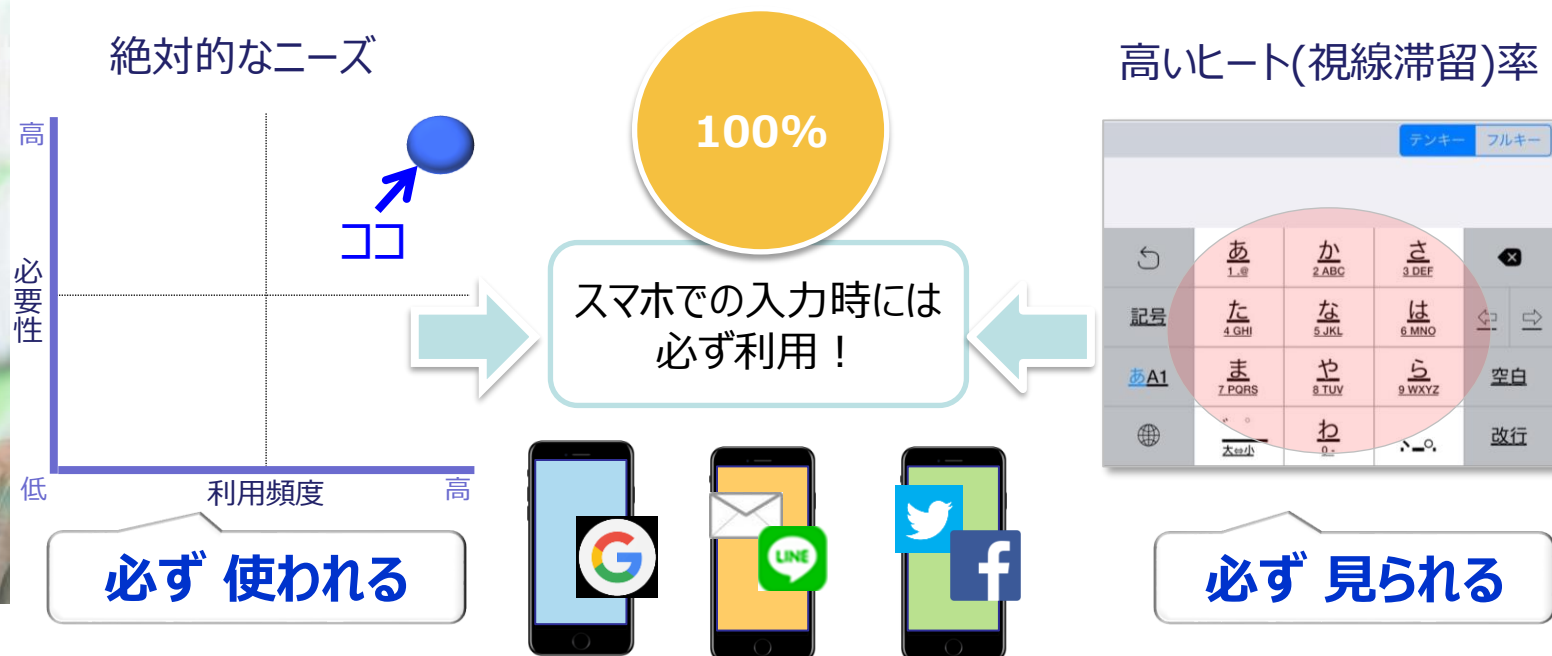 絶対的なニーズ
高
必要性
ココ
低
利用頻度
高
必ず 使われる
100%
スマホでの入力時には
必ず利用！
G
LINE
f
高いヒート(視線滞留)率
テンキー フルキー
あ か さ
1 .@ 2 ABC 3 DEF
記号 た な は
4 GHI 5 JKL 6 MNO
あA1 ま や ら 空白
7 PQRS 8 TUV 9 WXYZ
わ 改行
大⇔小
必ず 見られる